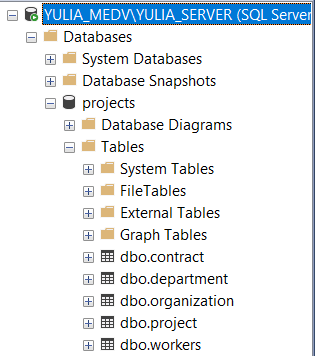 YULIA_MEDV\YULIA_SERVER (SQL Server
Databases
System Databases
Database Snapshots
projects
Database Diagrams
Tables
System Tables
FileTables
External Tables
Graph Tables
dbo.contract
dbo.department
dbo.organization
dbo.project
dbo.workers